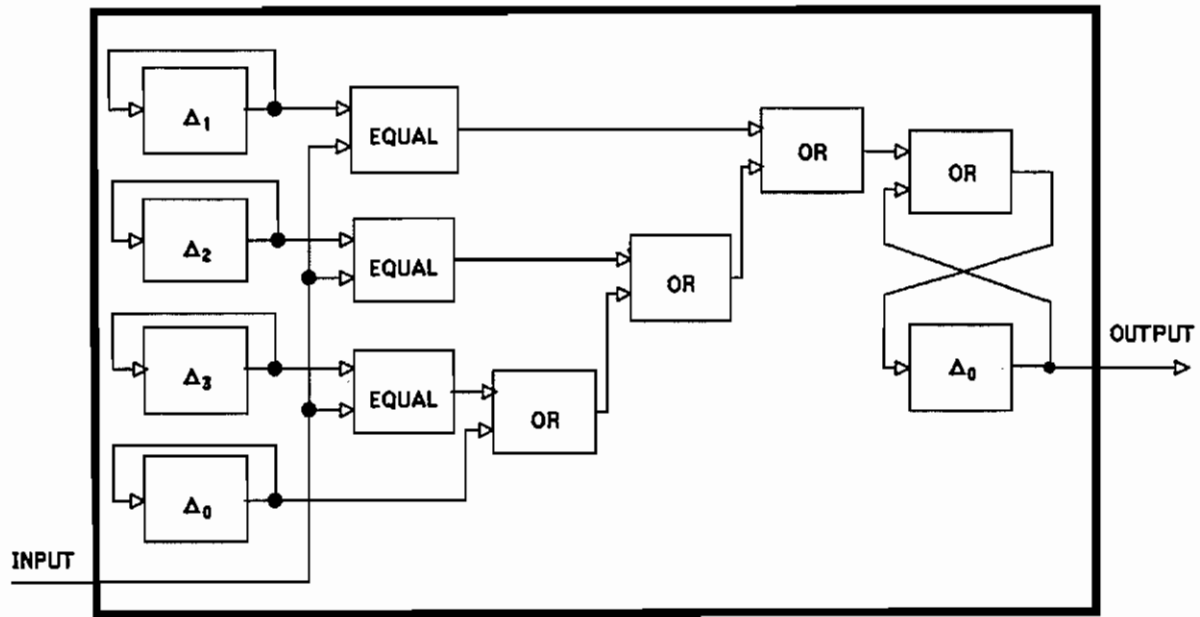 Δ1
EQUAL
OR
OR
Δ2
EQUAL
OR
Δ3
EQUAL
OR
Δ0
OUTPUT
Δ0
INPUT